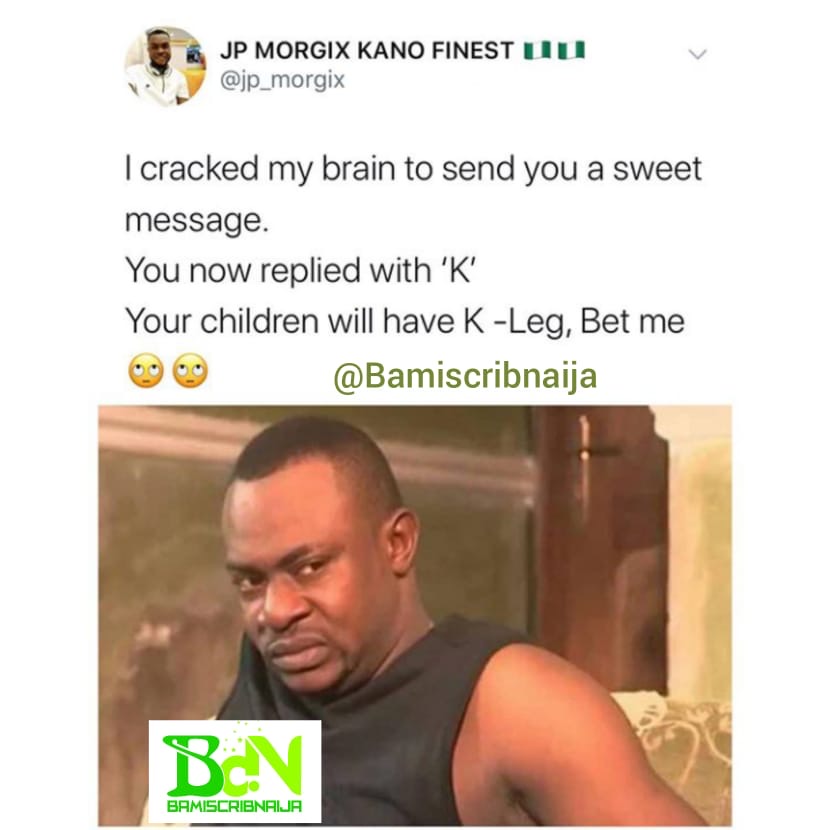 JP MORGIX KANO FINEST 🇳🇬🇳🇬
@jp_morgix
I cracked my brain to send you a sweet
message.
You now replied with ‘K’
Your children will have K -Leg, Bet me
🙄🙄
@Bamiscribnaija
BdN
BAMISCRIBNAIJA